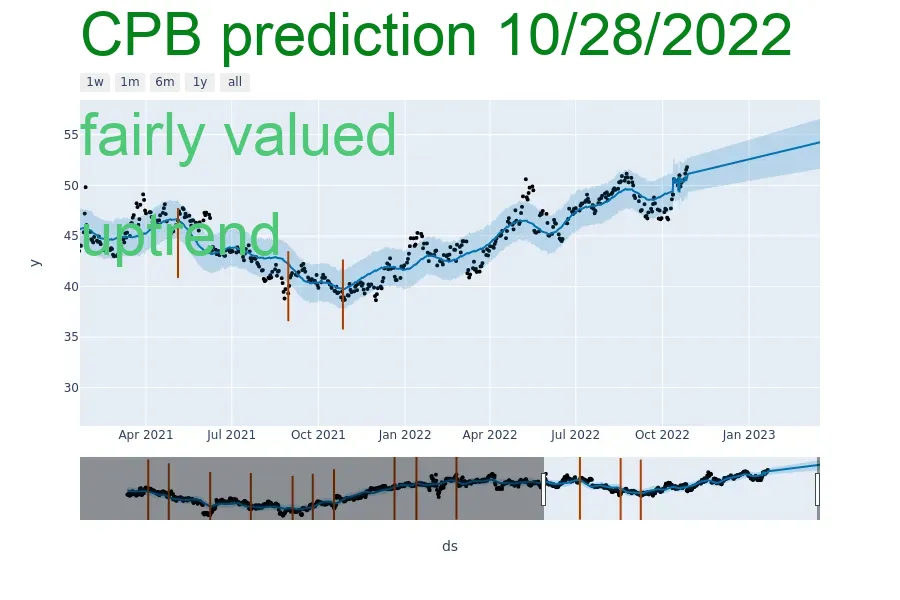 CPB prediction 10/28/2022
1w 1m 6m 1y all
fairly valued
uptrend
55
50
45
40
35
30
y
Apr 2021 Jul 2021 Oct 2021 Jan 2022 Apr 2022 Jul 2022 Oct 2022 Jan 2023
ds